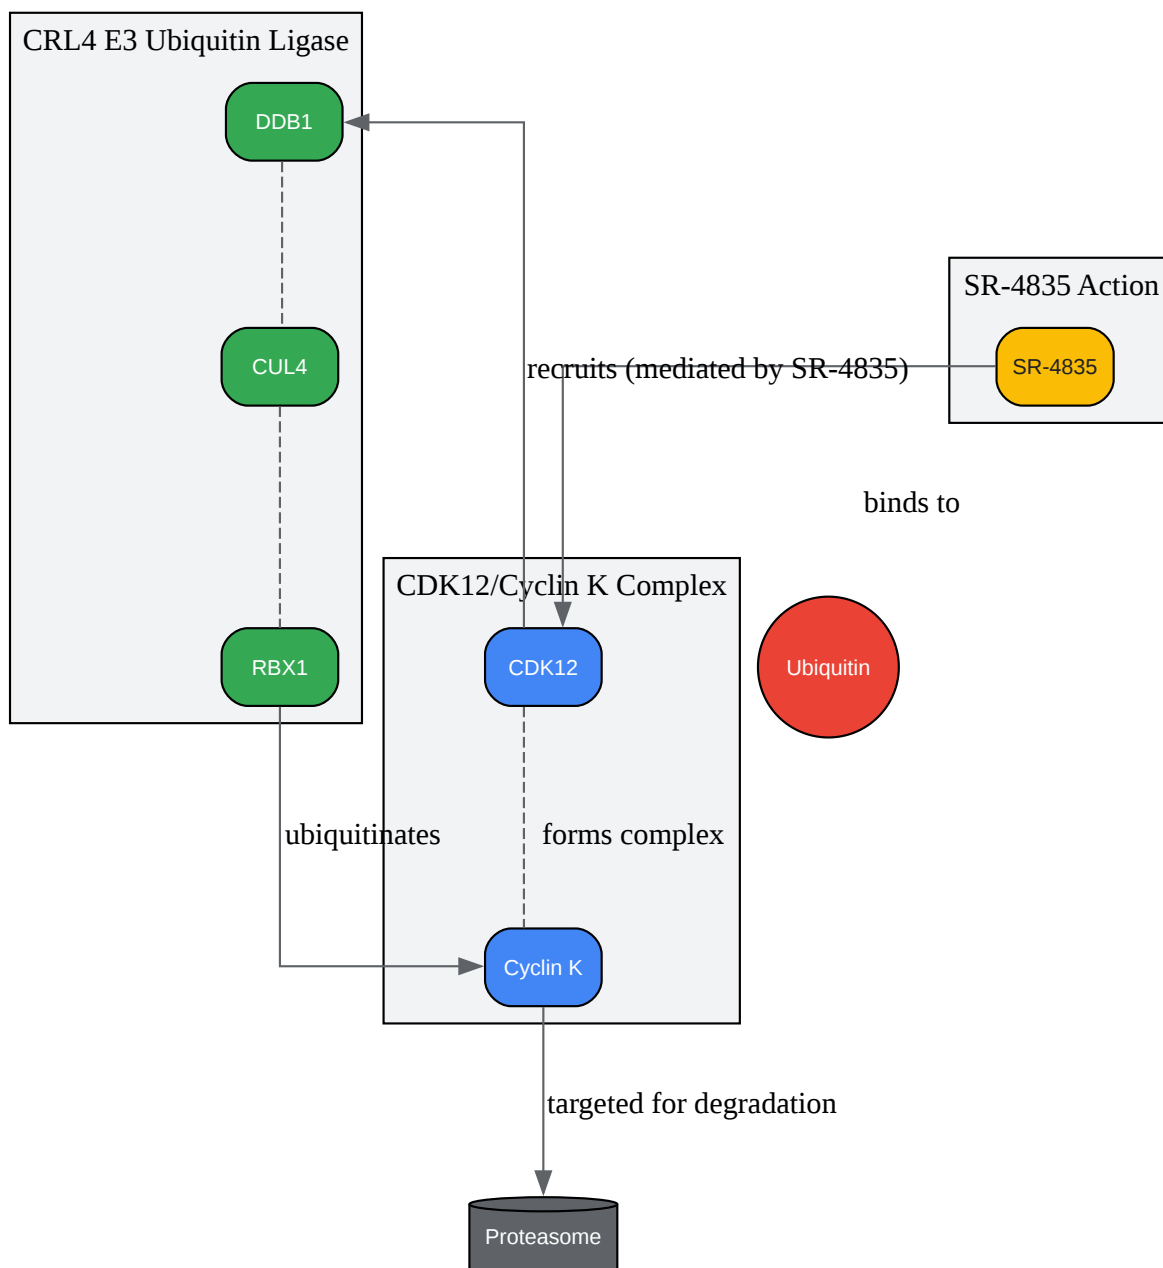 CRL4 E3 Ubiquitin Ligase
DDB1
SR-4835 Action
CUL4
recruits (mediated by SR-4835)
SR-4835
binds to
CDK12/Cyclin K Complex
RBX1
CDK12
Ubiquitin
ubiquitinates
forms complex
Cyclin K
targeted for degradation
Proteasome